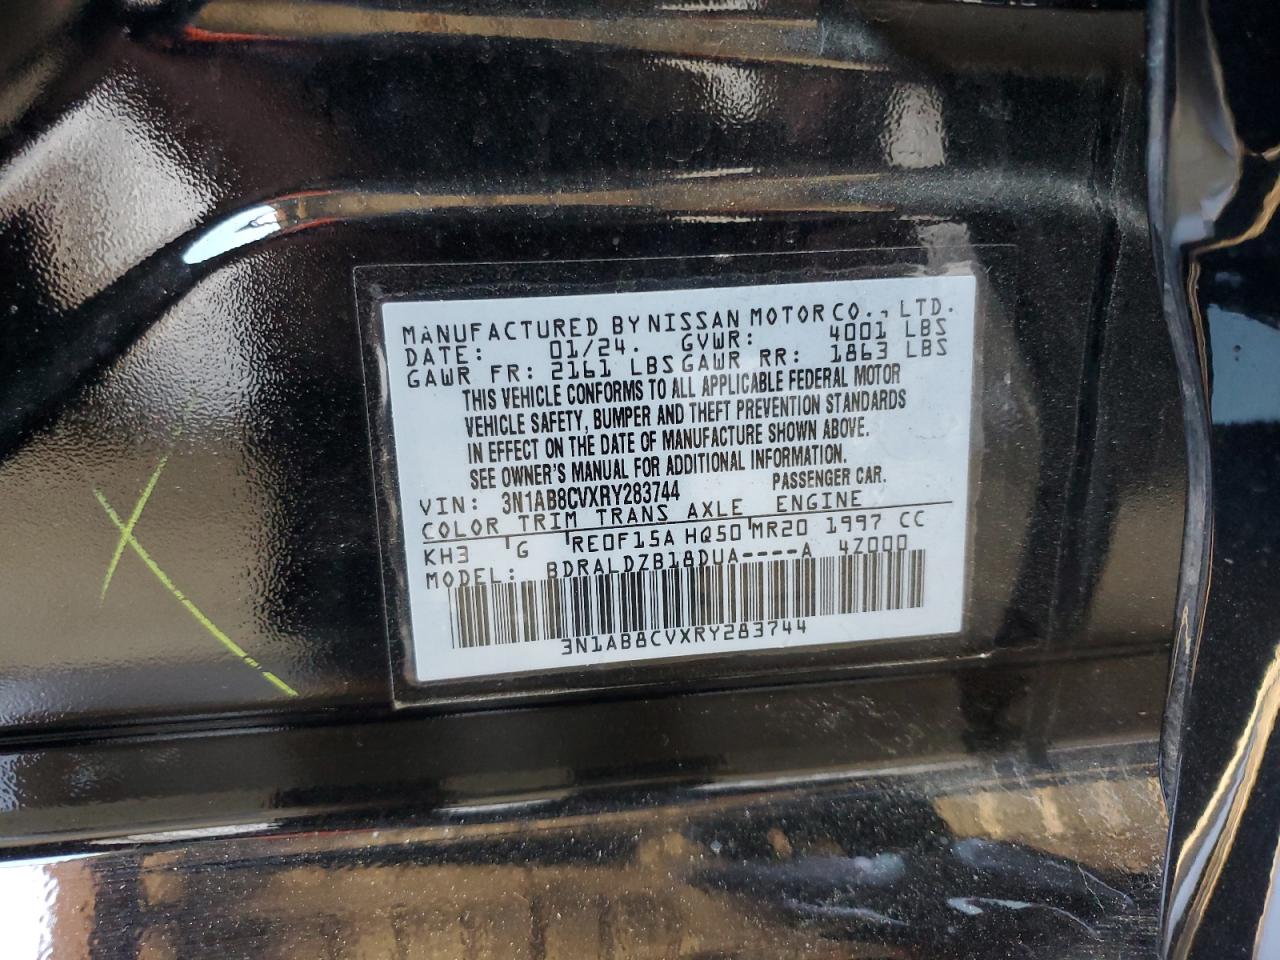 MANUFACTURED BY NISSAN MOTOR CO., LTD.
DATE: 01/24. GVWR: 4001 LBS
GAWR FR: 2161 LBS GAWR RR: 1863 LBS
THIS VEHICLE CONFORMS TO ALL APPLICABLE FEDERAL MOTOR
VEHICLE SAFETY, BUMPER AND THEFT PREVENTION STANDARDS
IN EFFECT ON THE DATE OF MANUFACTURE SHOWN ABOVE.
SEE OWNER'S MANUAL FOR ADDITIONAL INFORMATION.
VIN: 3N1AB8CVXRY283744 PASSENGER CAR.
COLOR TRIM TRANS AXLE ENGINE
KH3 G RE0F15A HQ50 MR20 1997 CC
MODEL: BDRALDZB18DUA----A 4Z000
3N1AB8CVXRY283744